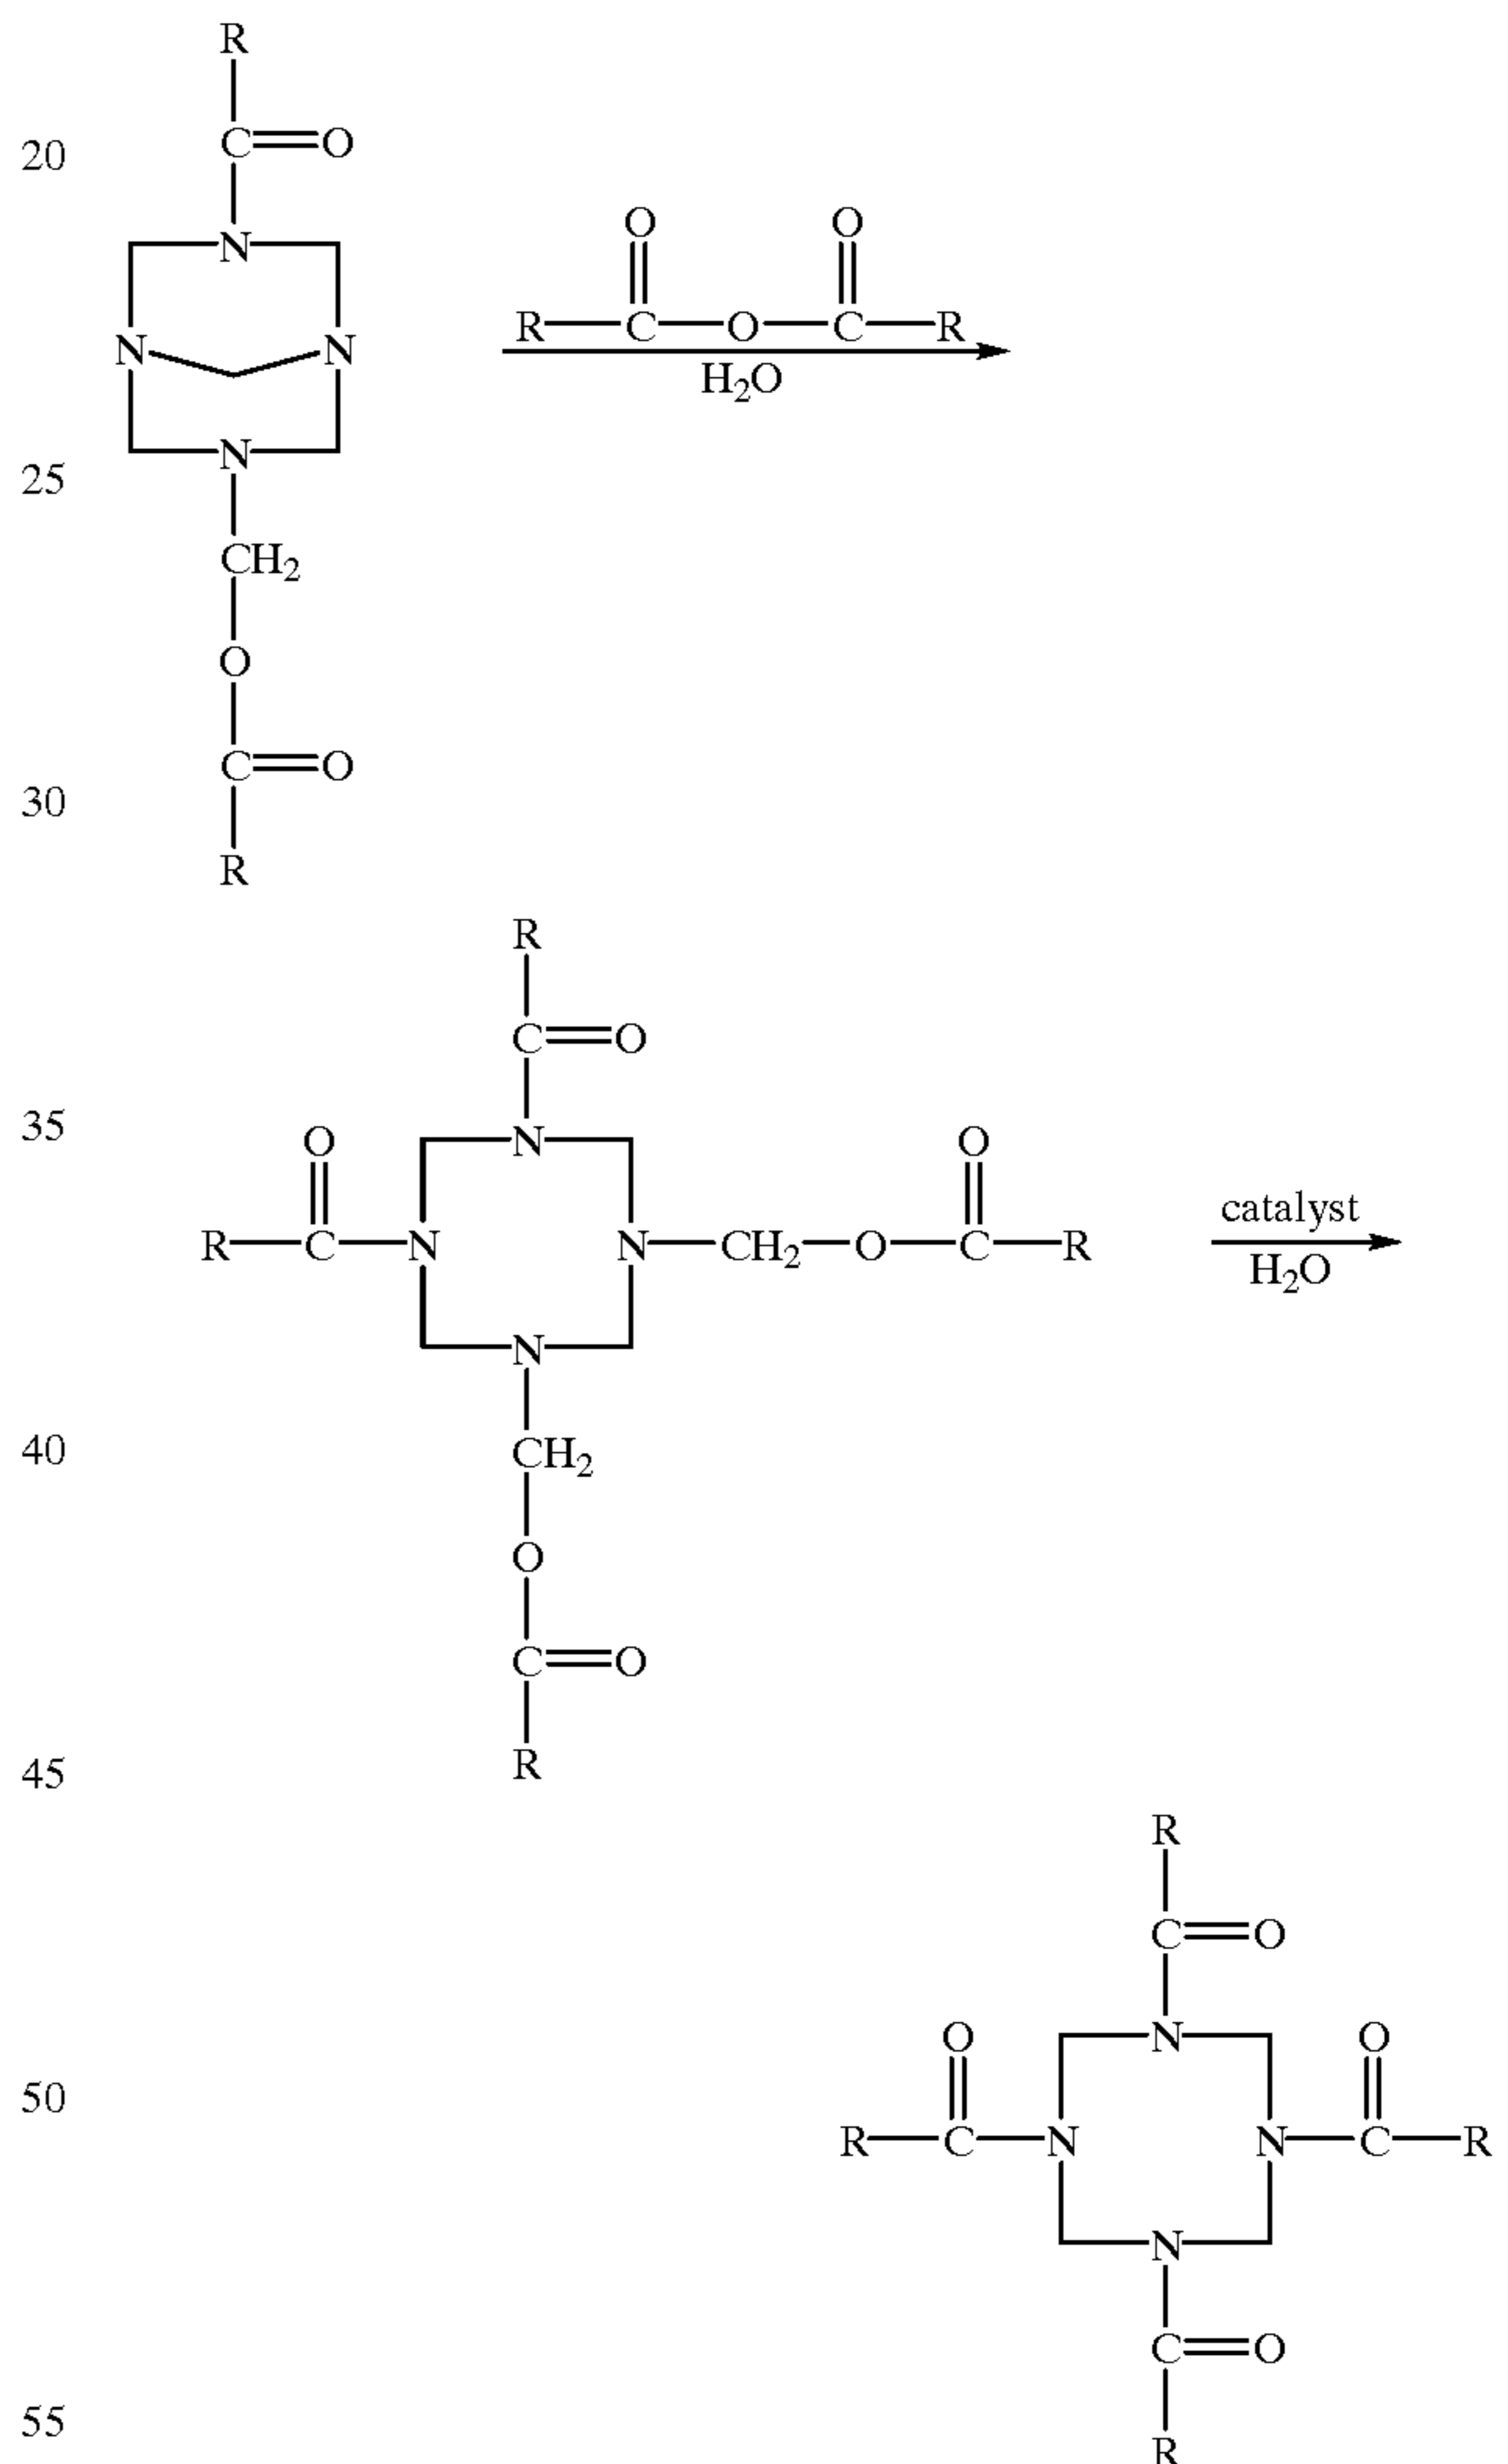 R
C=O
20
O O
N
R—C—O—C—R
N N
H₂O
N
25
CH₂
O
C=O
30
R
R
C=O
35
N
O O
R—C—N N—CH₂—O—C—R
catalyst
H₂O
N
40
CH₂
O
C=O
45
R
R
C=O
N
O O
50
R—C—N N—C—R
N
C=O
55
R